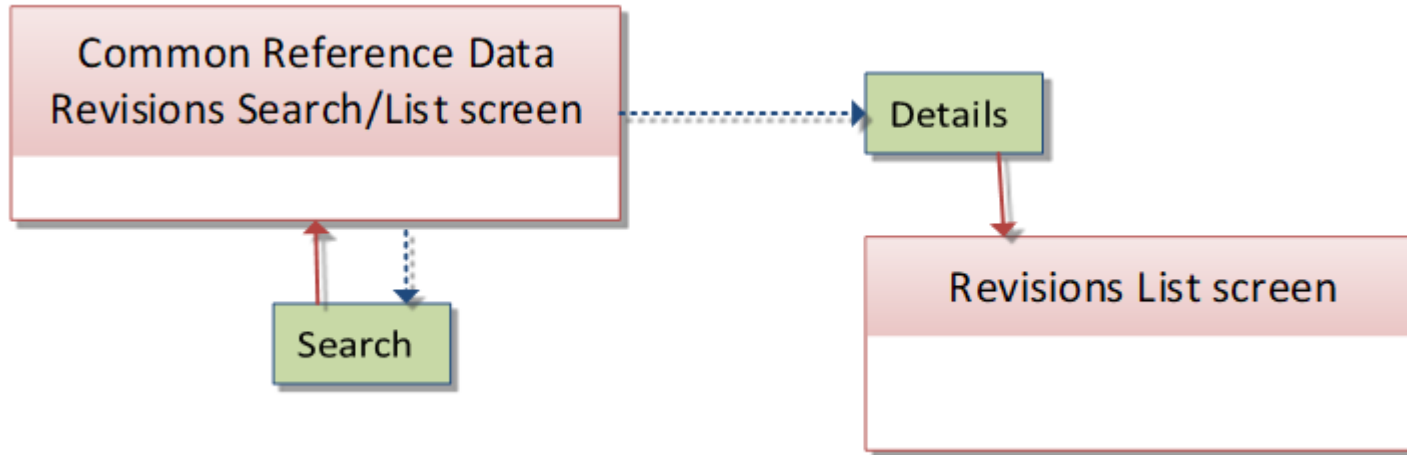 Common Reference Data
Revisions Search/List screen
Details
Revisions List screen
Search